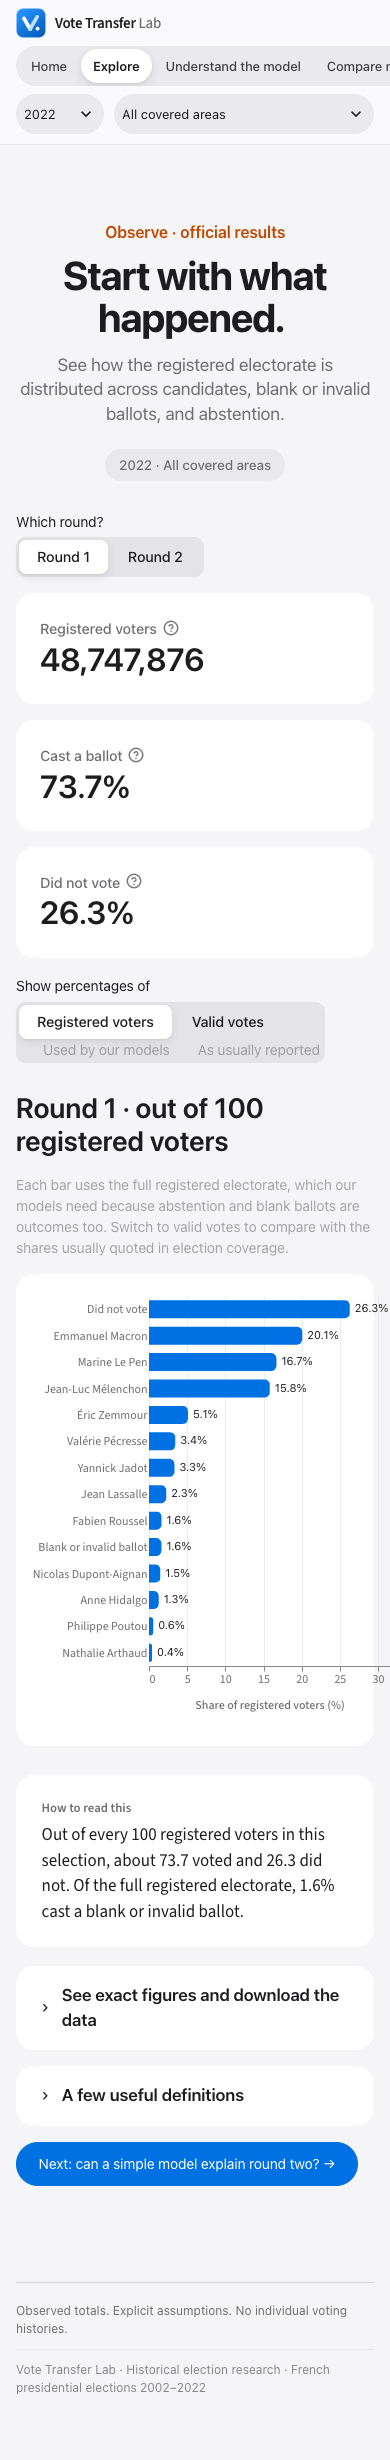 Vote Transfer Lab
Home Explore Understand the model Compare
2022 All covered areas
Observe · official results
Start with what
happened.
See how the registered electorate is
distributed across candidates, blank or invalid
ballots, and abstention.
2022 · All covered areas
Which round?
Round 1 Round 2
Registered voters ?
48,747,876
Cast a ballot ?
73.7%
Did not vote ?
26.3%
Show percentages of
Registered voters Valid votes
Used by our models As usually reported
Round 1 · out of 100
registered voters
Each bar uses the full registered electorate, which our
models need because abstention and blank ballots are
outcomes too. Switch to valid votes to compare with the
shares usually quoted in election coverage.
Did not vote 26.3%
Emmanuel Macron 20.1%
Marine Le Pen 16.7%
Jean-Luc Mélenchon 15.8%
Éric Zemmour 5.1%
Valérie Pécresse 3.4%
Yannick Jadot 3.3%
Jean Lassalle 2.3%
Fabien Roussel 1.6%
Blank or invalid ballot 1.6%
Nicolas Dupont-Aignan 1.5%
Anne Hidalgo 1.3%
Philippe Poutou 0.6%
Nathalie Arthaud 0.4%
0 5 10 15 20 25 30
Share of registered voters (%)
How to read this
Out of every 100 registered voters in this
selection, about 73.7 voted and 26.3 did
not. Of the full registered electorate, 1.6%
cast a blank or invalid ballot.
See exact figures and download the
data
A few useful definitions
Next: can a simple model explain round two? →
Observed totals. Explicit assumptions. No individual voting
histories.
Vote Transfer Lab · Historical election research · French
presidential elections 2002–2022